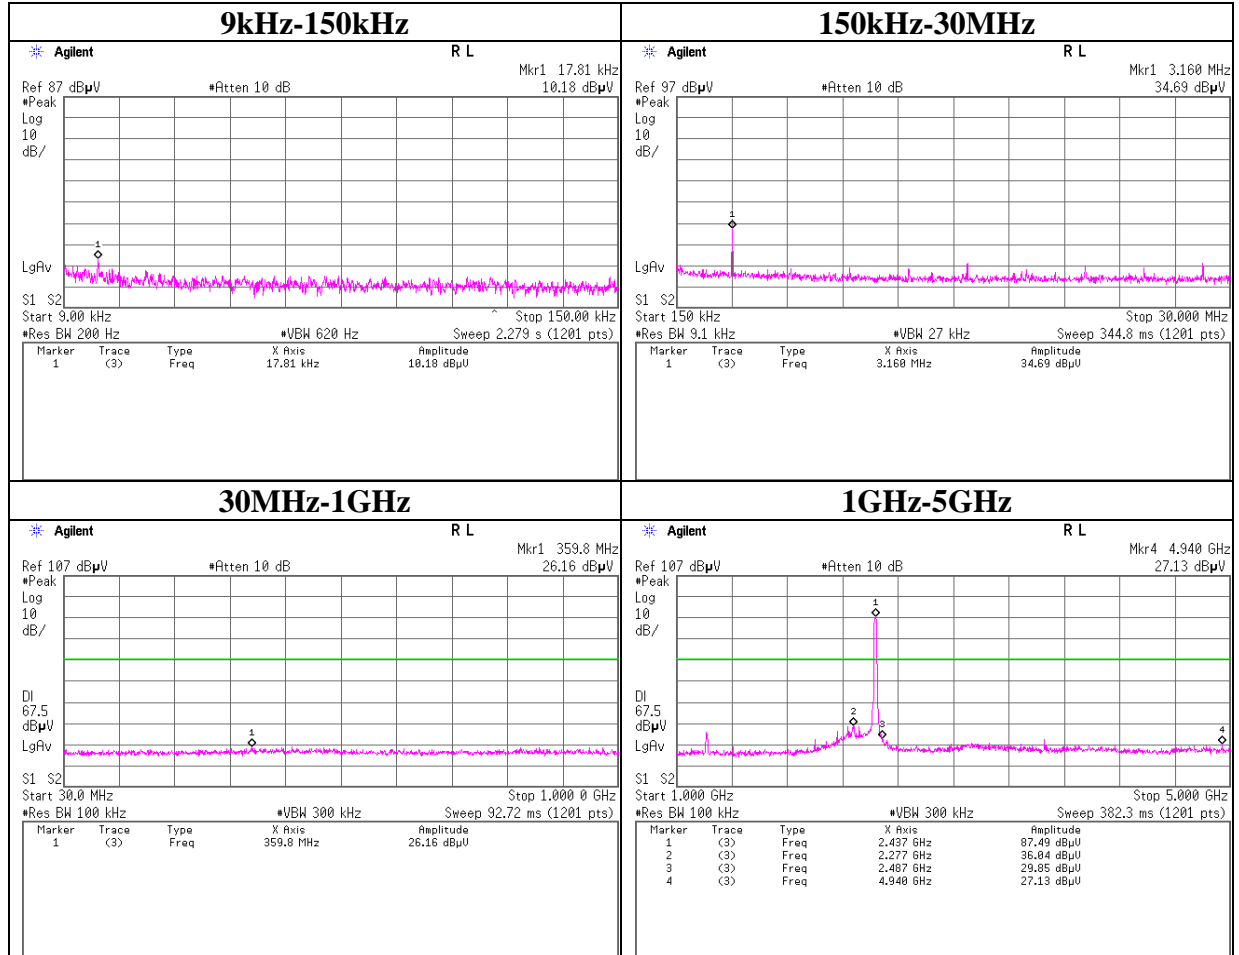 9kHz-150kHz
Agilent R L
Mkr1 17.81 kHz
Ref 87 dBµV #Atten 10 dB 10.18 dBµV
#Peak
Log
10
dB/
1
LgAv
S1 S2
Start 9.00 kHz ^ Stop 150.00 kHz
#Res BW 200 Hz #VBW 620 Hz Sweep 2.279 s (1201 pts)
Marker Trace Type X Axis Amplitude
1 (3) Freq 17.81 kHz 10.18 dBµV
150kHz-30MHz
Agilent R L
Mkr1 3.160 MHz
Ref 97 dBµV #Atten 10 dB 34.69 dBµV
#Peak
Log
10
dB/
1
LgAv
S1 S2
Start 150 kHz Stop 30.000 MHz
#Res BW 9.1 kHz #VBW 27 kHz Sweep 344.8 ms (1201 pts)
Marker Trace Type X Axis Amplitude
1 (3) Freq 3.160 MHz 34.69 dBµV
30MHz-1GHz
Agilent R L
Mkr1 359.8 MHz
Ref 107 dBµV #Atten 10 dB 26.16 dBµV
#Peak
Log
10
dB/
DI
67.5
dBµV
1
LgAv
S1 S2
Start 30.0 MHz Stop 1.000 0 GHz
#Res BW 100 kHz #VBW 300 kHz Sweep 92.72 ms (1201 pts)
Marker Trace Type X Axis Amplitude
1 (3) Freq 359.8 MHz 26.16 dBµV
1GHz-5GHz
Agilent R L
Mkr4 4.940 GHz
Ref 107 dBµV #Atten 10 dB 27.13 dBµV
#Peak
Log
1
10
dB/
DI
67.5
2
dBµV
3
4
LgAv
S1 S2
Start 1.000 GHz Stop 5.000 GHz
#Res BW 100 kHz #VBW 300 kHz Sweep 382.3 ms (1201 pts)
Marker Trace Type X Axis Amplitude
1 (3) Freq 2.437 GHz 87.49 dBµV
2 (3) Freq 2.277 GHz 36.04 dBµV
3 (3) Freq 2.487 GHz 29.85 dBµV
4 (3) Freq 4.940 GHz 27.13 dBµV